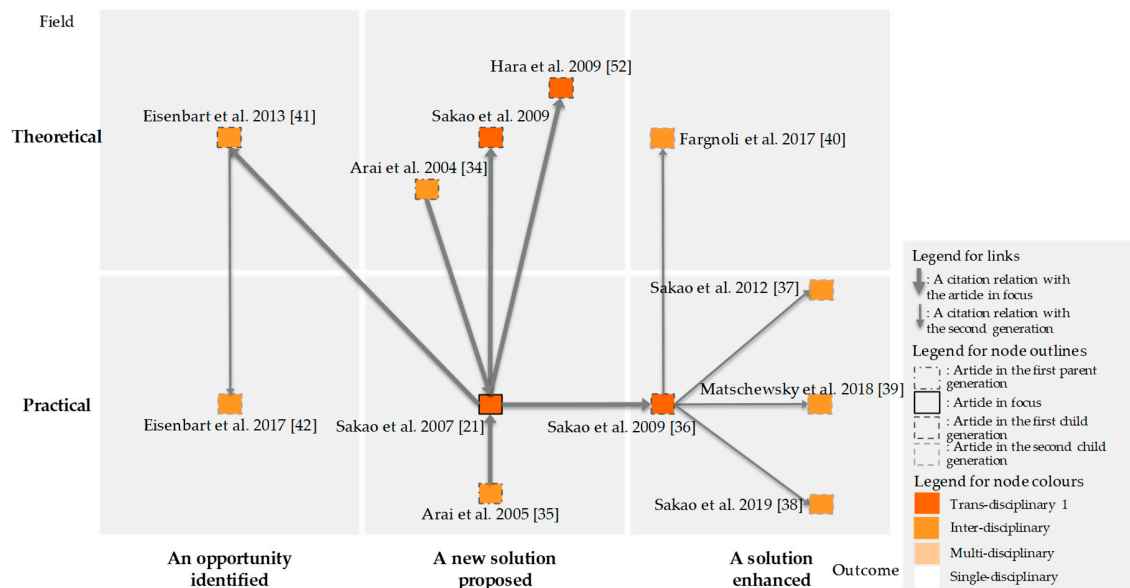 Field
Theoretical
Practical
Hara et al. 2009 [52]
Eisenbart et al. 2013 [41]
Sakao et al. 2009
Fargnoli et al. 2017 [40]
Arai et al. 2004 [34]
Sakao et al. 2012 [37]
Matschewsky et al. 2018 [39]
Eisenbart et al. 2017 [42]
Sakao et al. 2007 [21]
Sakao et al. 2009 [36]
Arai et al. 2005 [35]
Sakao et al. 2019 [38]
An opportunity
identified
A new solution
proposed
A solution
enhanced
Outcome
Legend for links
: A citation relation with
the article in focus
: A citation relation with
the second generation
Legend for node outlines
: Article in the first parent
generation
: Article in focus
: Article in the first child
generation
: Article in the second child
generation
Legend for node colours
Trans-disciplinary 1
Inter-disciplinary
Multi-disciplinary
Single-disciplinary